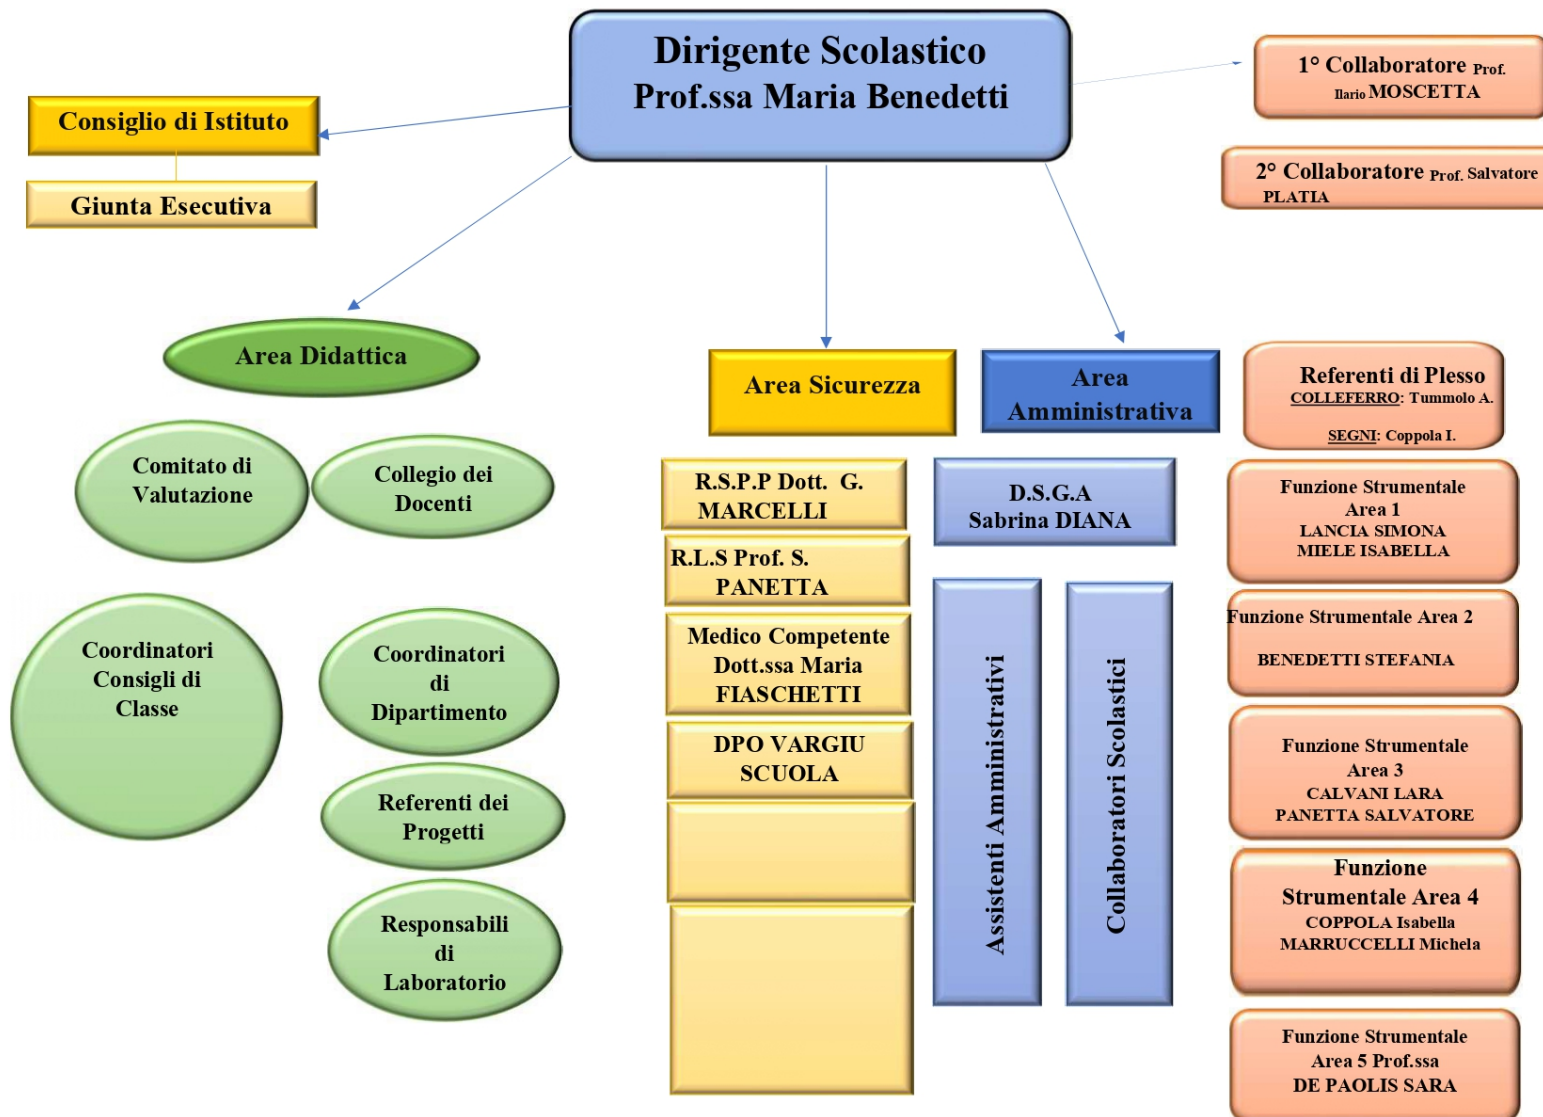 Dirigente Scolastico
Prof.ssa Maria Benedetti
1° Collaboratore Prof.
Ilario MOSCETTA
2° Collaboratore Prof. Salvatore
PLATIA
Consiglio di Istituto
Giunta Esecutiva
Area Didattica
Comitato di
Valutazione
Collegio dei
Docenti
Coordinatori
Consigli di
Classe
Coordinatori
di
Dipartimento
Referenti dei
Progetti
Responsabili
di
Laboratorio
Area Sicurezza
R.S.P.P Dott. G.
MARCELLI
R.L.S Prof. S.
PANETTA
Medico Competente
Dott.ssa Maria
FIASCHETTI
DPO VARGIU
SCUOLA
Area
Amministrativa
D.S.G.A
Sabrina DIANA
Assistenti Amministrativi
Collaboratori Scolastici
Referenti di Plesso
COLLEFERRO: Tummolo A.
SEGNI: Coppola I.
Funzione Strumentale
Area 1
LANCIA SIMONA
MIELE ISABELLA
Funzione Strumentale Area 2
BENEDETTI STEFANIA
Funzione Strumentale
Area 3
CALVANI LARA
PANETTA SALVATORE
Funzione
Strumentale Area 4
COPPOLA Isabella
MARRUCCELLI Michela
Funzione Strumentale
Area 5 Prof.ssa
DE PAOLIS SARA